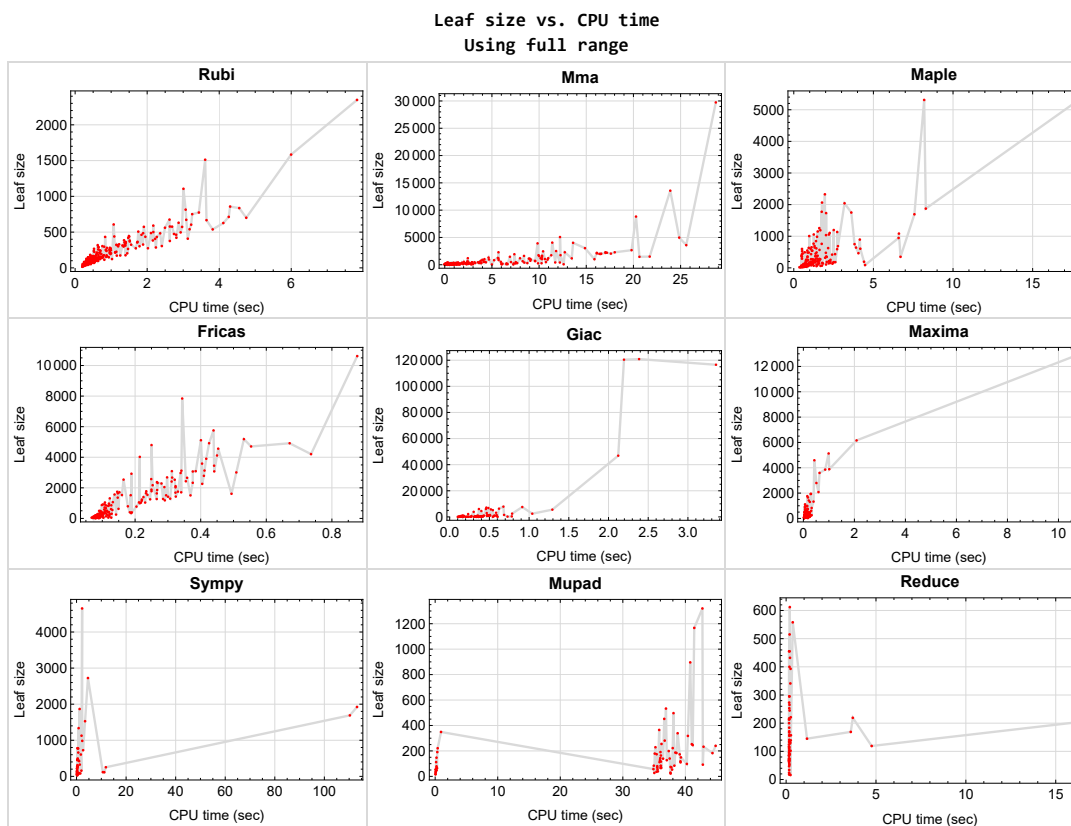 Leaf size vs. CPU time
Using full range
Rubi
Leaf size
2000
1500
1000
500
0
0 2 4 6
CPU time (sec)
Mma
Leaf size
30 000
25 000
20 000
15 000
10 000
5000
0
0 5 10 15 20 25
CPU time (sec)
Maple
Leaf size
5000
4000
3000
2000
1000
0
0 5 10 15
CPU time (sec)
Fricas
Leaf size
10 000
8000
6000
4000
2000
0
0.2 0.4 0.6 0.8
CPU time (sec)
Giac
Leaf size
120 000
100 000
80 000
60 000
40 000
20 000
0
0.0 0.5 1.0 1.5 2.0 2.5 3.0
CPU time (sec)
Maxima
Leaf size
12 000
10 000
8000
6000
4000
2000
0
0 2 4 6 8 10
CPU time (sec)
Sympy
Leaf size
4000
3000
2000
1000
0
0 20 40 60 80 100
CPU time (sec)
Mupad
Leaf size
1200
1000
800
600
400
200
0
0 10 20 30 40
CPU time (sec)
Reduce
Leaf size
600
500
400
300
200
100
0
0 5 10 15
CPU time (sec)